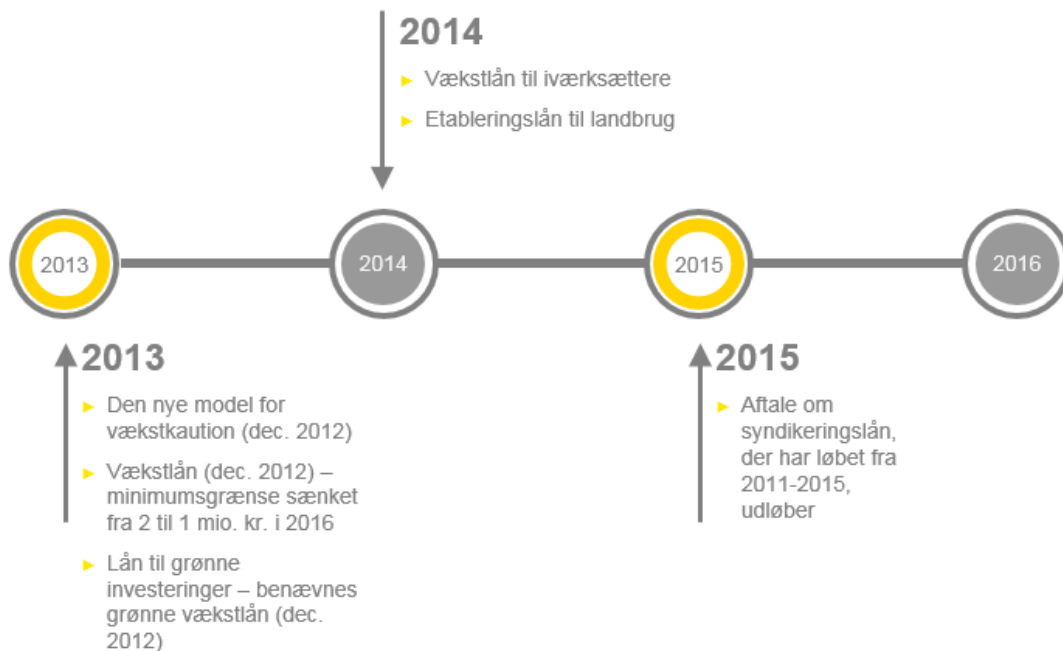 2014
► Vækstlån til iværksættere
► Etableringslån til landbrug
2013
2014
2015
2016
2013
► Den nye model for
vækstkaution (dec. 2012)
► Vækstlån (dec. 2012) –
minimumsgrænse sænket
fra 2 til 1 mio. kr. i 2016
► Lån til grønne
investeringer – benævnes
grønne vækstlån (dec.
2012)
2015
► Aftale om
syndikeringslån,
der har løbet fra
2011-2015,
udløber